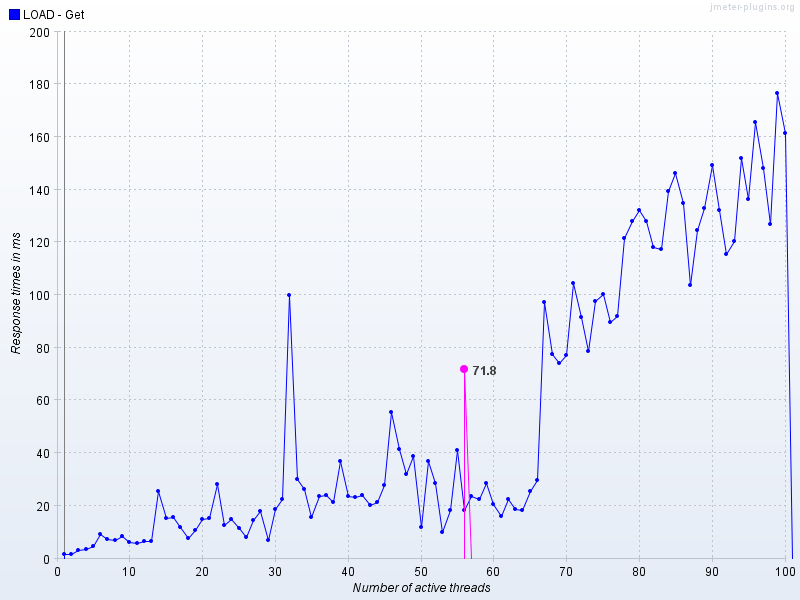 jmeter-plugins.org
LOAD - Get
200
180
160
140
120
100
80
60
40
20
0
Response times in ms
71.8
0 10 20 30 40 50 60 70 80 90 100
Number of active threads